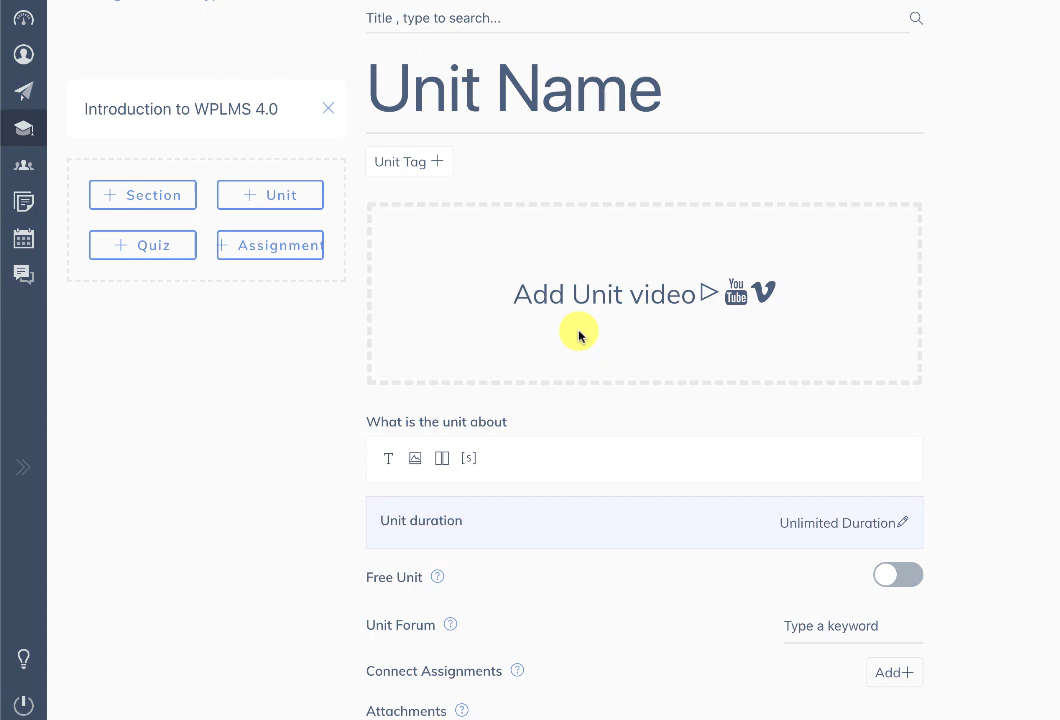 Title , type to search...
Introduction to WPLMS 4.0
+ Section
+ Unit
+ Quiz
+ Assignment
Unit Name
Unit Tag +
Add Unit video
You
Tube
What is the unit about
T
[s]
Unit duration
Unlimited Duration
Free Unit ?
Unit Forum ?
Type a keyword
Connect Assignments ?
Add+
Attachments ?